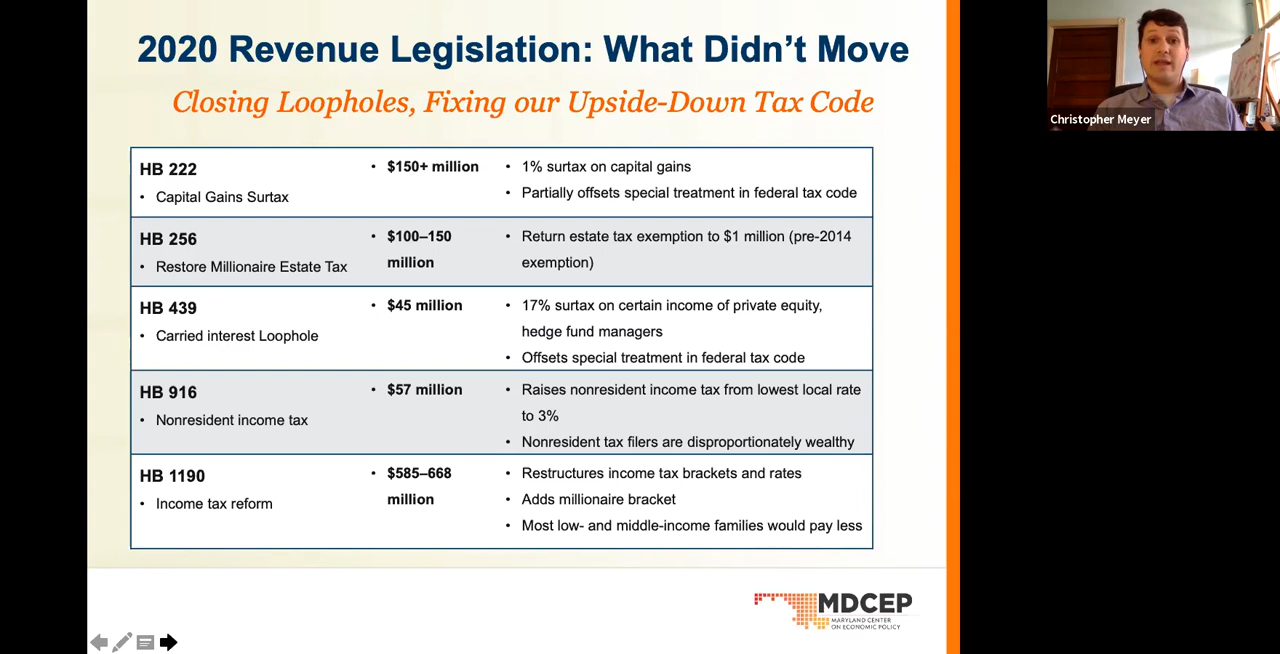 2020 Revenue Legislation: What Didn't Move
Closing Loopholes, Fixing our Upside-Down Tax Code
HB 222
• Capital Gains Surtax
• $150+ million
• 1% surtax on capital gains
• Partially offsets special treatment in federal tax code
HB 256
• Restore Millionaire Estate Tax
• $100–150
million
• Return estate tax exemption to $1 million (pre-2014
exemption)
HB 439
• Carried interest Loophole
• $45 million
• 17% surtax on certain income of private equity,
hedge fund managers
• Offsets special treatment in federal tax code
HB 916
• Nonresident income tax
• $57 million
• Raises nonresident income tax from lowest local rate
to 3%
• Nonresident tax filers are disproportionately wealthy
HB 1190
• Income tax reform
• $585–668
million
• Restructures income tax brackets and rates
• Adds millionaire bracket
• Most low- and middle-income families would pay less
MDCEP
MARYLAND CENTER
ON ECONOMIC POLICY
Christopher Meyer